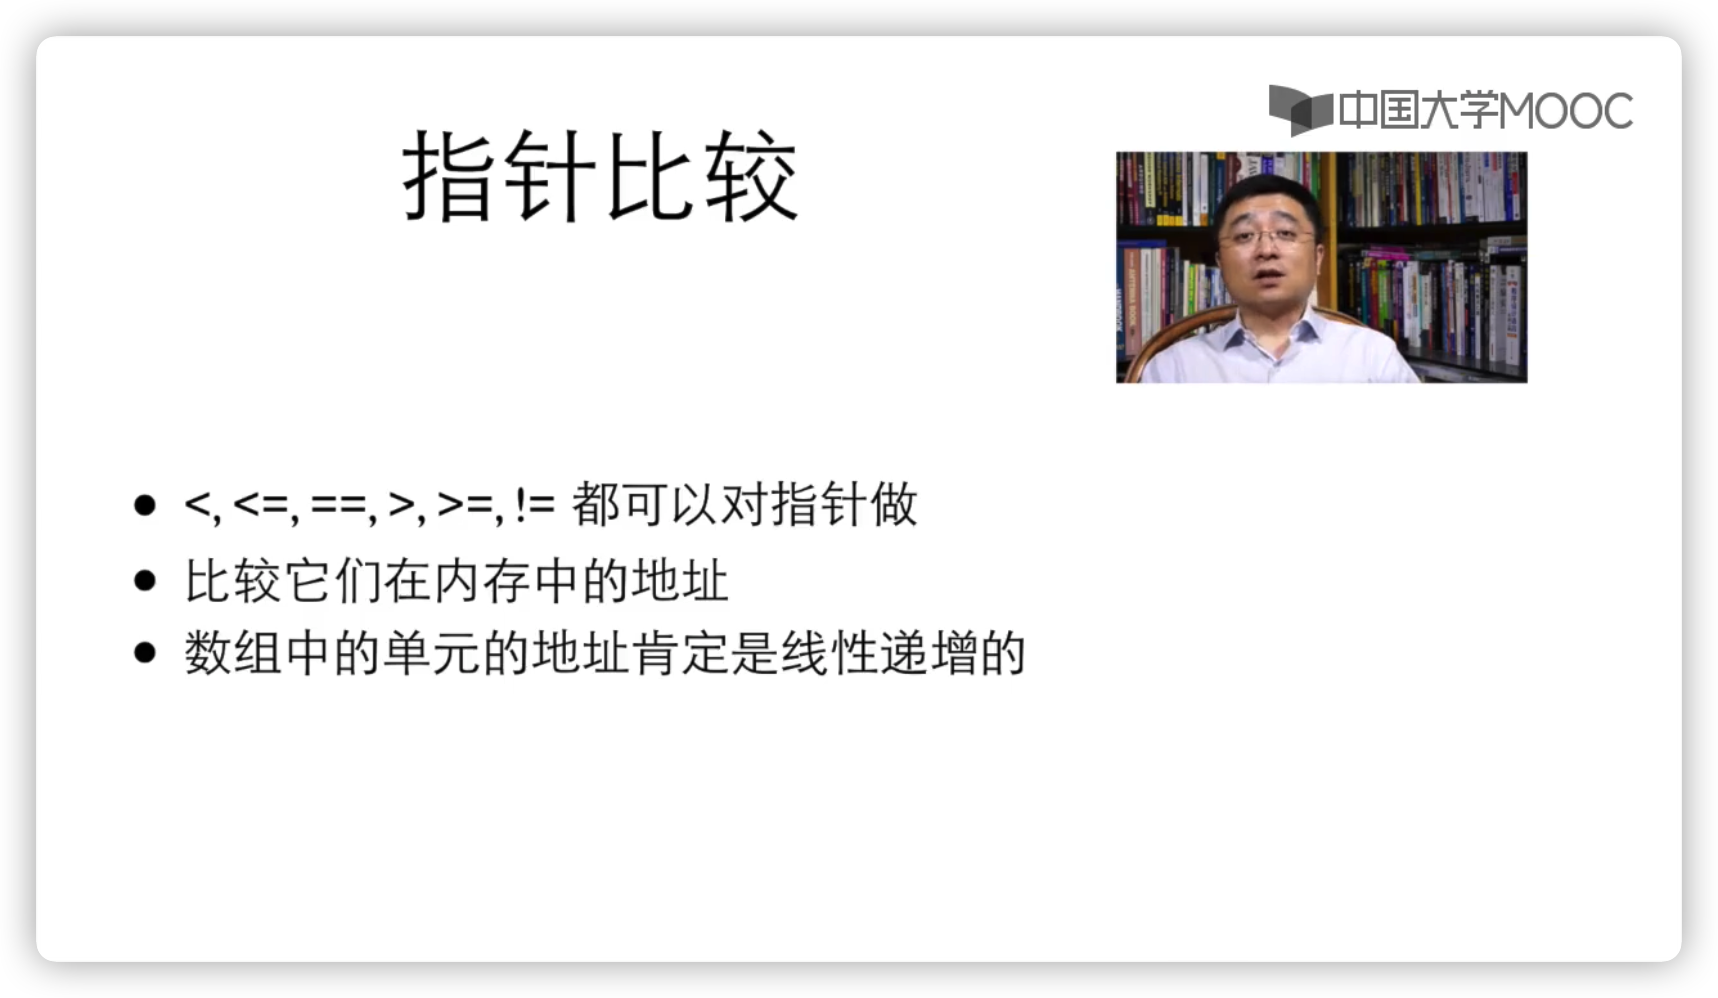 中国大学MOOC
指针比较
<, <=, ==, >, >=, != 都可以对指针做
比较它们在内存中的地址
数组中的单元的地址肯定是线性递增的